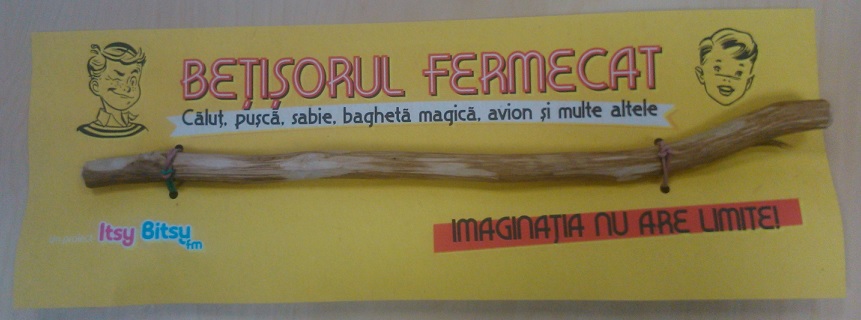 BEȚIȘORUL FERMECAT
Căluț, pușcă, sabie, baghetă magică, avion și multe altele
Itsy Bitsy fm
IMAGINAȚIA NU ARE LIMITE!